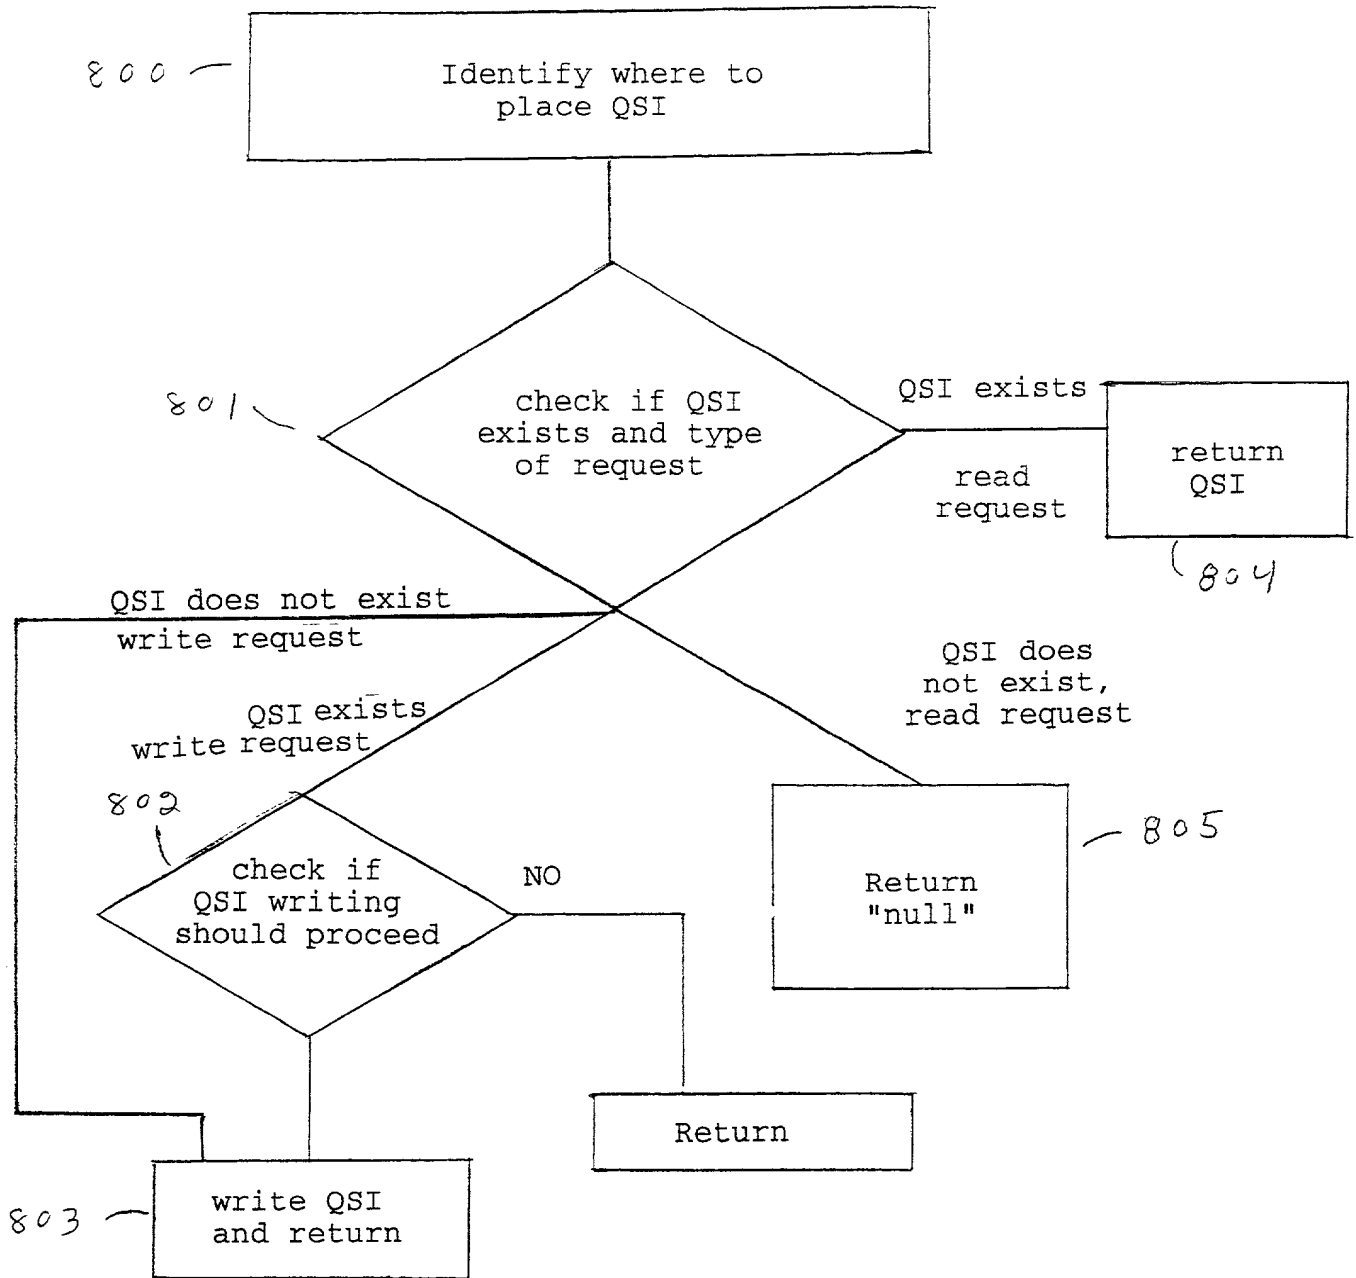 800
Identify where to
place QSI
801
check if QSI
exists and type
of request
QSI exists
read
request
return
QSI
804
QSI does not exist
write request
QSI exists
write request
QSI does
not exist,
read request
802
check if
QSI writing
should proceed
NO
Return
"null"
805
Return
803
write QSI
and return